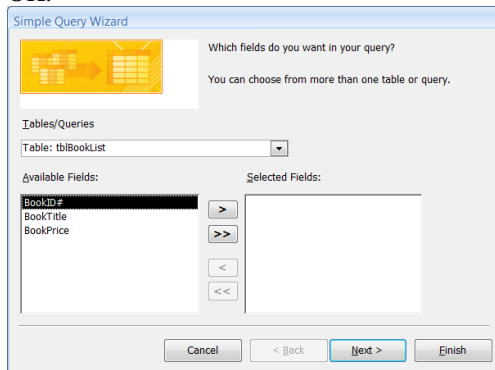 Simple Query Wizard
Which fields do you want in your query?
You can choose from more than one table or query.
Tables/Queries
Table: tblBookList
Available Fields:
Selected Fields:
BookID#
BookTitle
BookPrice
>
>>
<
<<
Cancel
< Back
Next >
Finish